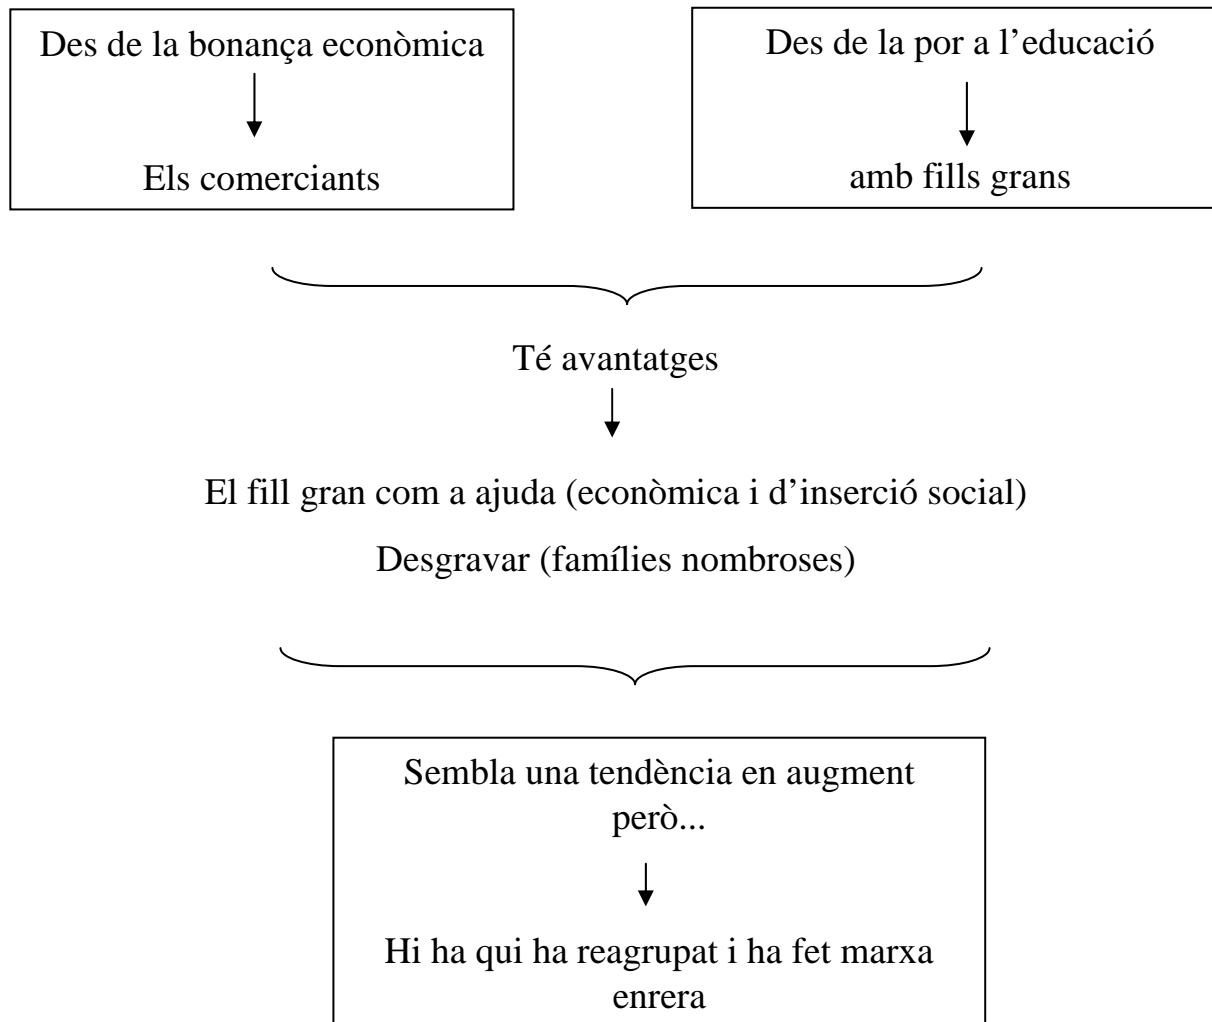 Des de la bonança econòmica
Els comerciants
Des de la por a l’educació
amb fills grans
Té avantatges
El fill gran com a ajuda (econòmica i d’inserció social)
Desgravar (famílies nombroses)
Sembla una tendència en augment
però...
Hi ha qui ha reagrupat i ha fet marxa
enrera